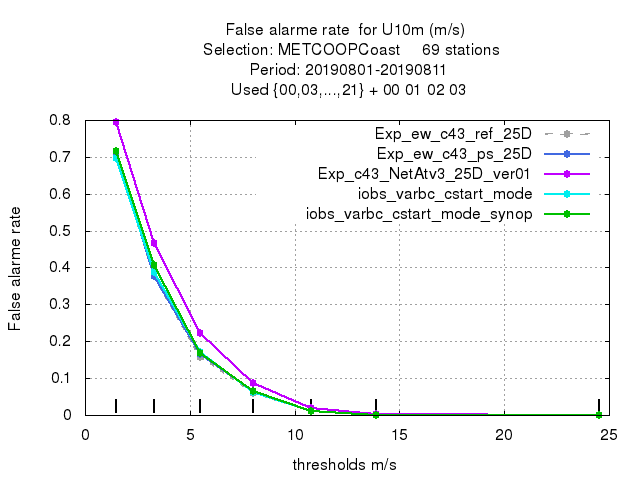 False alarme rate  for U10m (m/s)
Selection: METCOOPCoast     69 stations
Period: 20190801-20190811
Used {00,03,...,21} + 00 01 02 03
Exp_ew_c43_ref_25D
Exp_ew_c43_ps_25D
Exp_c43_NetAtv3_25D_ver01
iobs_varbc_cstart_mode
iobs_varbc_cstart_mode_synop
False alarme rate
0.8
0.7
0.6
0.5
0.4
0.3
0.2
0.1
0
0 5 10 15 20 25
thresholds m/s